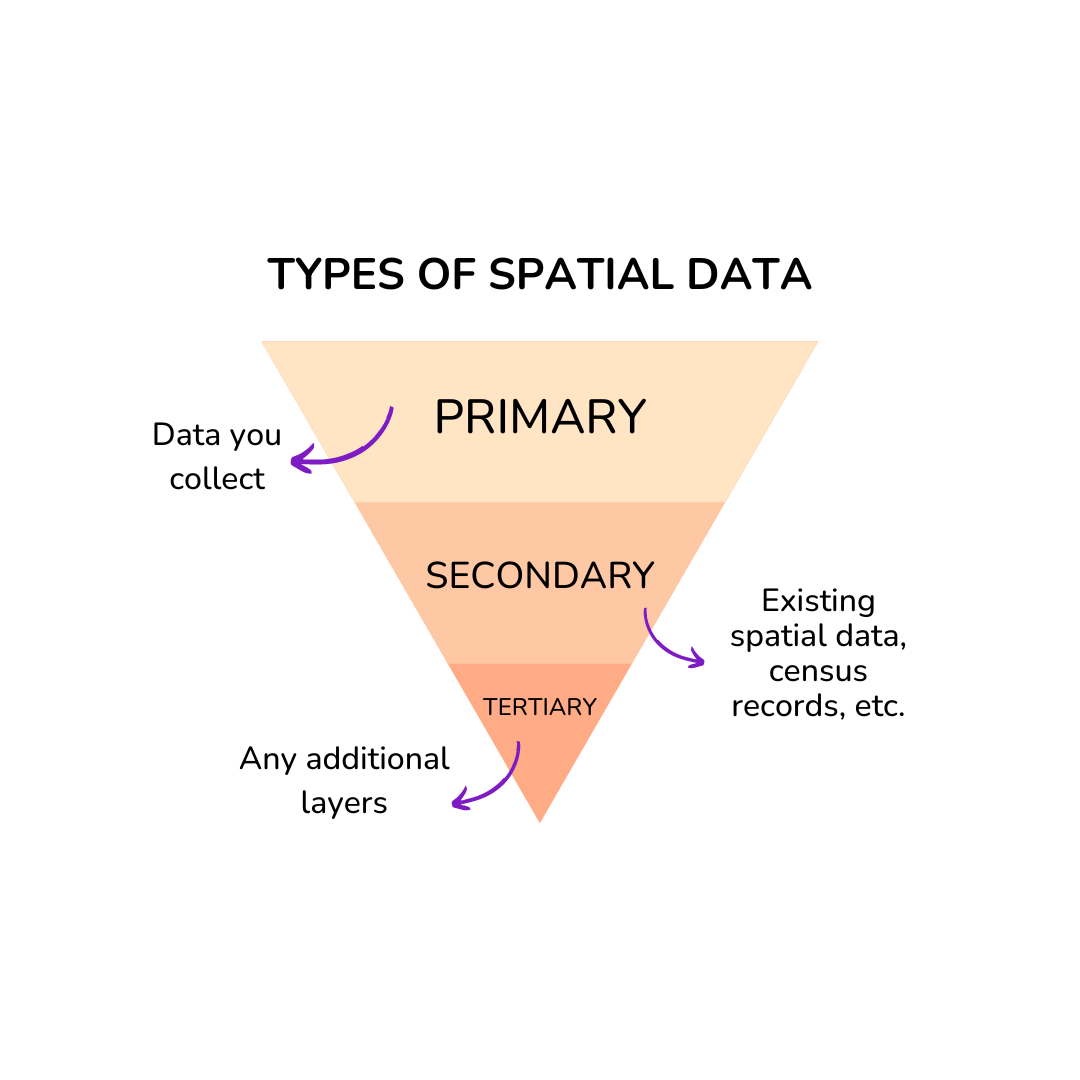 TYPES OF SPATIAL DATA
PRIMARY
Data you
collect
SECONDARY
Existing
spatial data,
census
records, etc.
TERTIARY
Any additional
layers